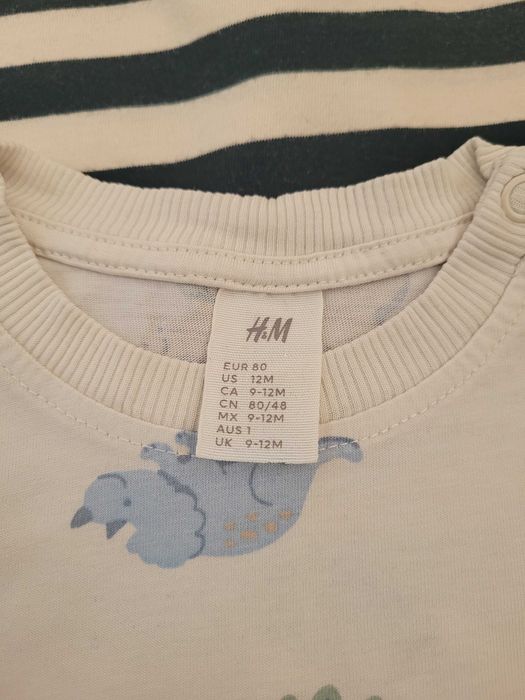 H&M
EUR 80
US 12M
CA 9-12M
CN 80/48
MX 9-12M
AUS 1
UK 9-12M